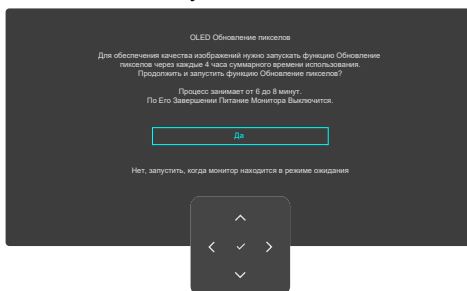 OLED Обновление пикселов
Для обеспечения качества изображений нужно запускать функцию Обновление
пикселов через каждые 4 часа суммарного времени использования.
Продолжить и запустить функцию Обновление пикселов?
Процесс занимает от 6 до 8 минут.
По Его Завершении Питание Монитора Выключится.
Да
Нет, запустить, когда монитор находится в режиме ожидания